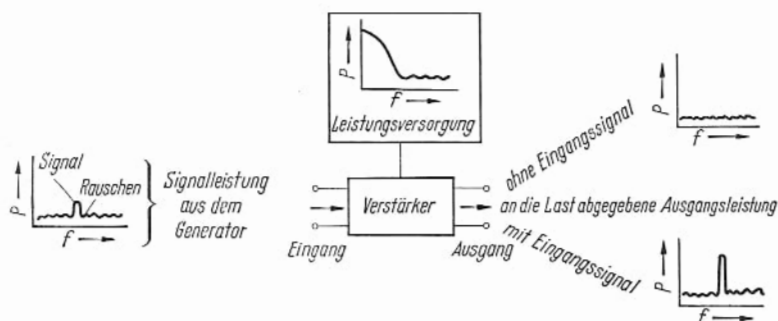 P
f
Leistungsversorgung
P
f
Signal
Rauschen
P
f
Signalleistung
aus dem
Generator
Eingang
Verstärker
Ausgang
ohne Eingangssignal
an die Last abgegebene Ausgangsleistung
mit Eingangssignal
P
f